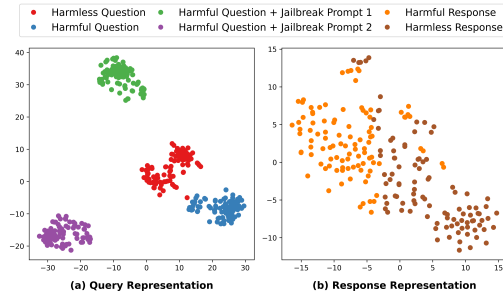 Harmless Question
Harmful Question + Jailbreak Prompt 1
Harmful Response
Harmful Question
Harmful Question + Jailbreak Prompt 2
Harmless Response
40
30
20
10
0
−10
−20
−30 −20 −10 0 10 20 30
(a) Query Representation
15
10
5
0
−5
−10
−15 −10 −5 0 5 10 15
(b) Response Representation